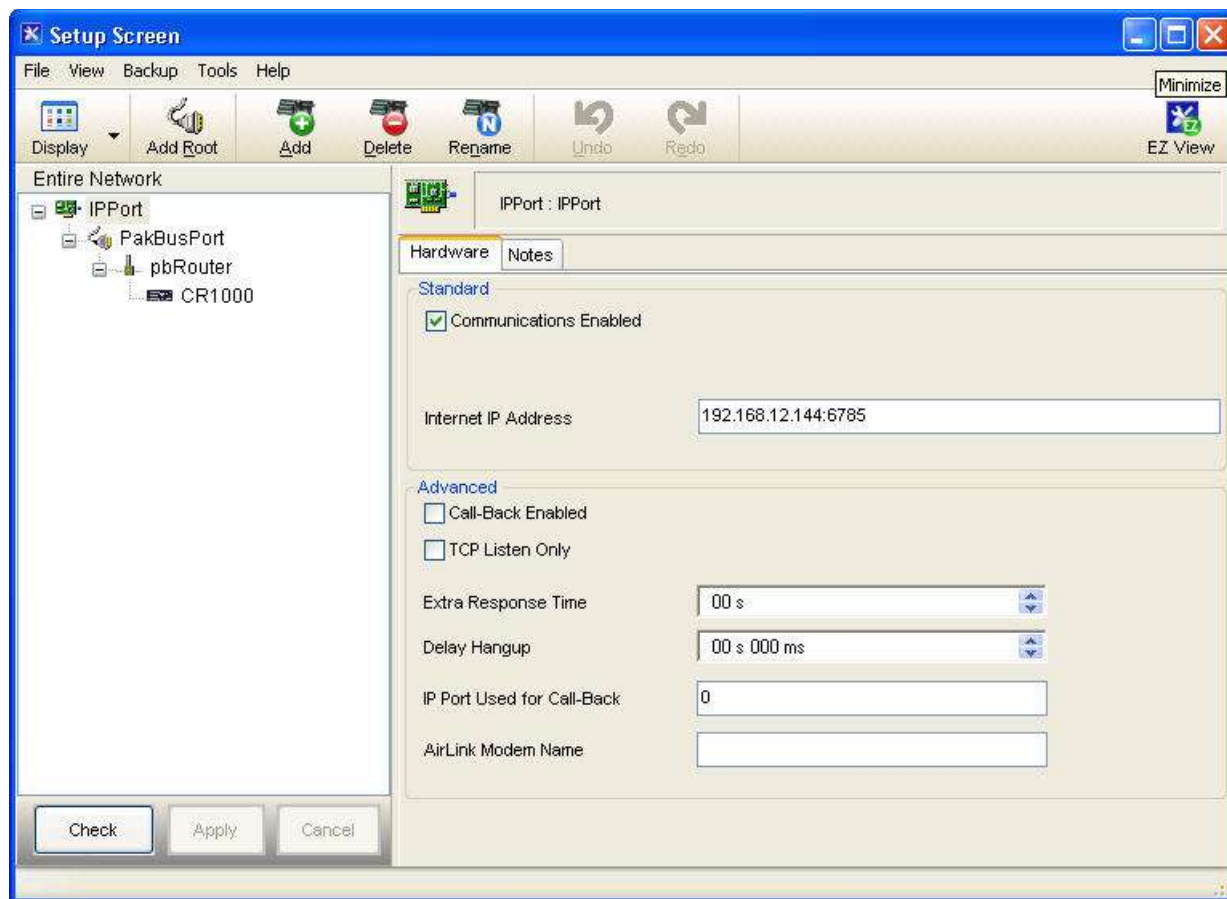 Setup Screen
File View Backup Tools Help
Minimize
Display Add Root Add Delete Rename Undo Redo EZ View
Entire Network
IPPort
PakBusPort
pbRouter
CR1000
IPPort : IPPort
Hardware Notes
Standard
Communications Enabled
Internet IP Address 192.168.12.144:6785
Advanced
Call-Back Enabled
TCP Listen Only
Extra Response Time 00 s
Delay Hangup 00 s 000 ms
IP Port Used for Call-Back 0
AirLink Modem Name
Check Apply Cancel